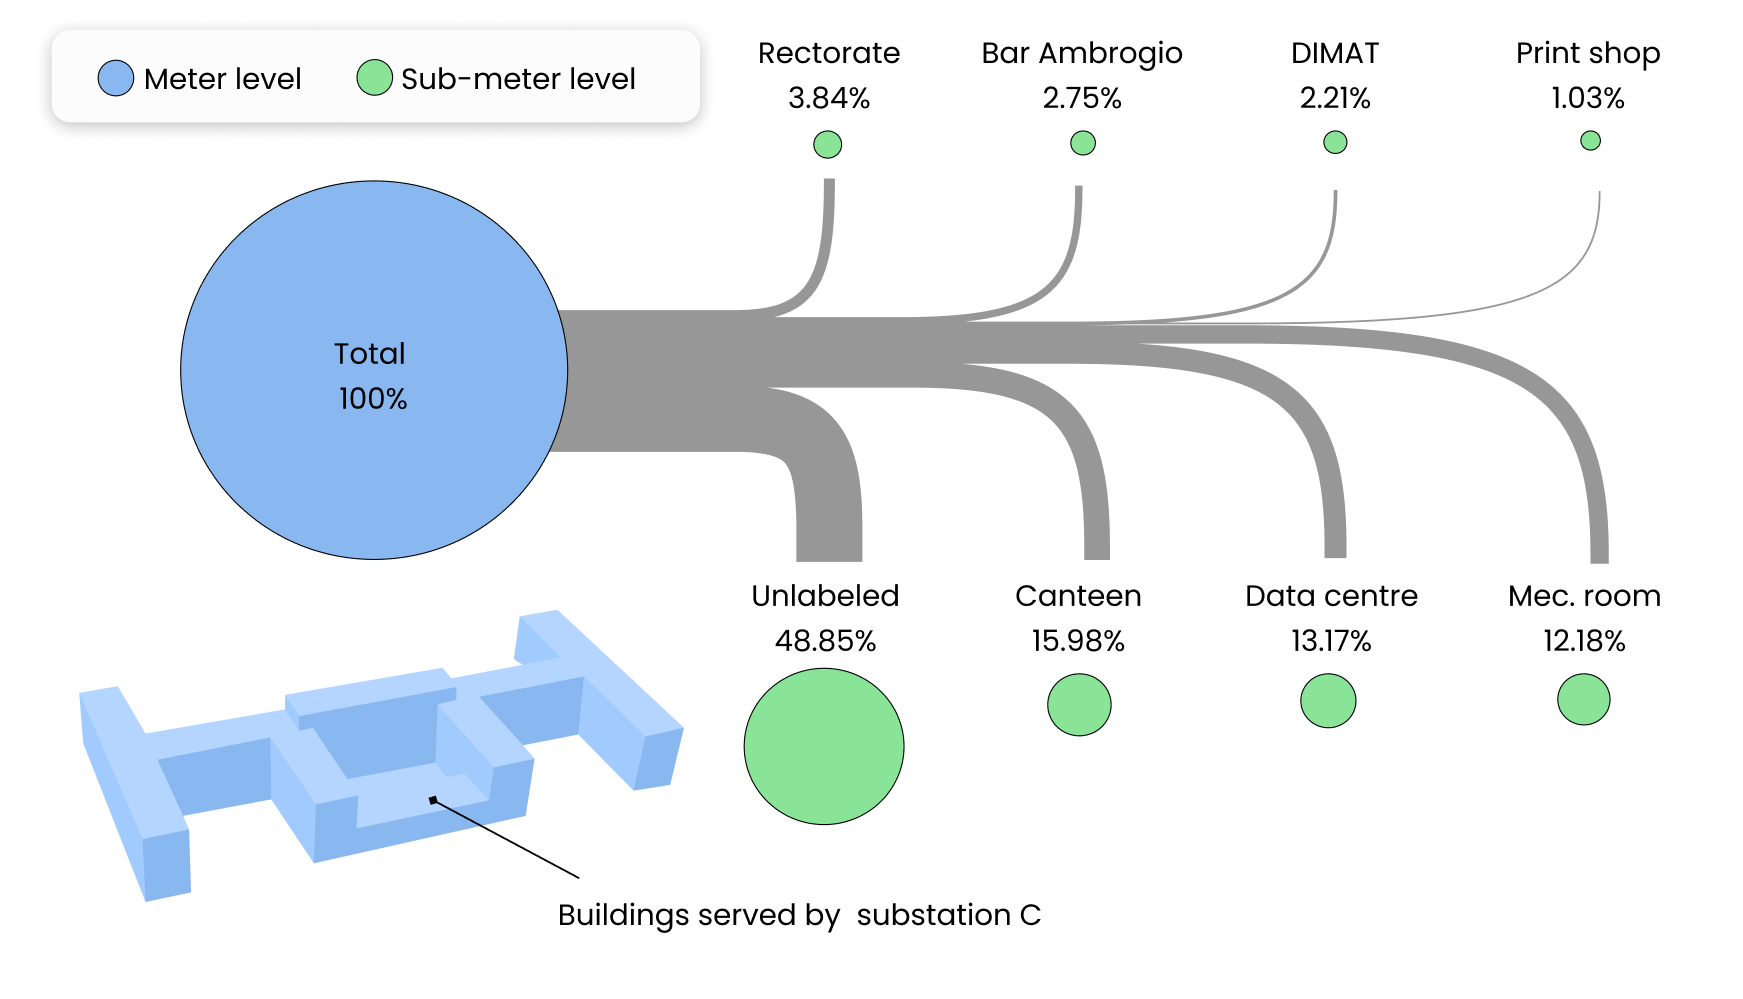 Meter level
Sub-meter level
Rectorate
3.84%
Bar Ambrogio
2.75%
DIMAT
2.21%
Print shop
1.03%
Total
100%
Unlabeled
48.85%
Canteen
15.98%
Data centre
13.17%
Mec. room
12.18%
Buildings served by  substation C